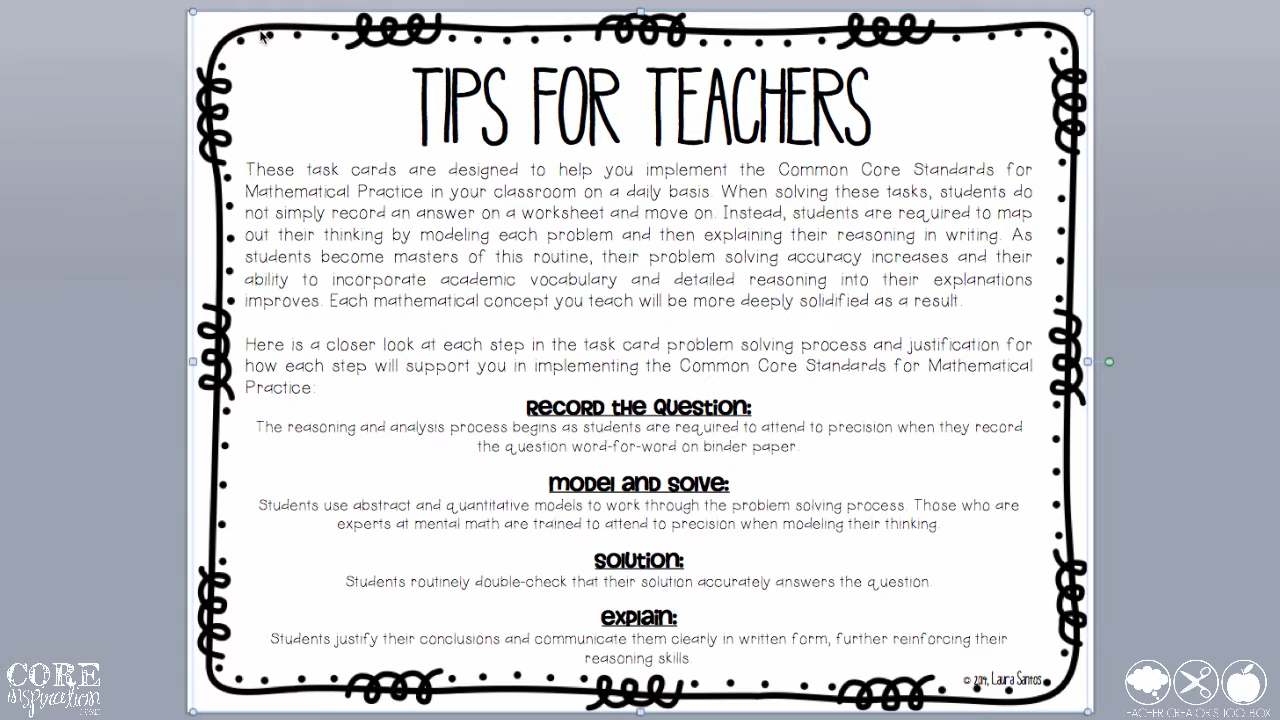 TIPS FOR TEACHERS
These task cards are designed to help you implement the Common Core Standards for
Mathematical Practice in your classroom on a daily basis. When solving these tasks, students do
not simply record an answer on a worksheet and move on. Instead, students are required to map
out their thinking by modeling each problem and then explaining their reasoning in writing. As
students become masters of this routine, their problem solving accuracy increases and their
ability to incorporate academic vocabulary and detailed reasoning into their explanations
improves. Each mathematical concept you teach will be more deeply solidified as a result.
Here is a closer look at each step in the task card problem solving process and justification for
how each step will support you in implementing the Common Core Standards for Mathematical
Practice:
Record the Question:
The reasoning and analysis process begins as students are required to attend to precision when they record
the question word-for-word on binder paper.
Model and Solve:
Students use abstract and quantitative models to work through the problem solving process. Those who are
experts at mental math are trained to attend to precision when modeling their thinking.
Solution:
Students routinely double-check that their solution accurately answers the question.
Explain:
Students justify their conclusions and communicate them clearly in written form, further reinforcing their
reasoning skills.
© 2014, Laura Santos
CORE
inspiration
.COM
TEACHER CREATOR'S TOOLBOX